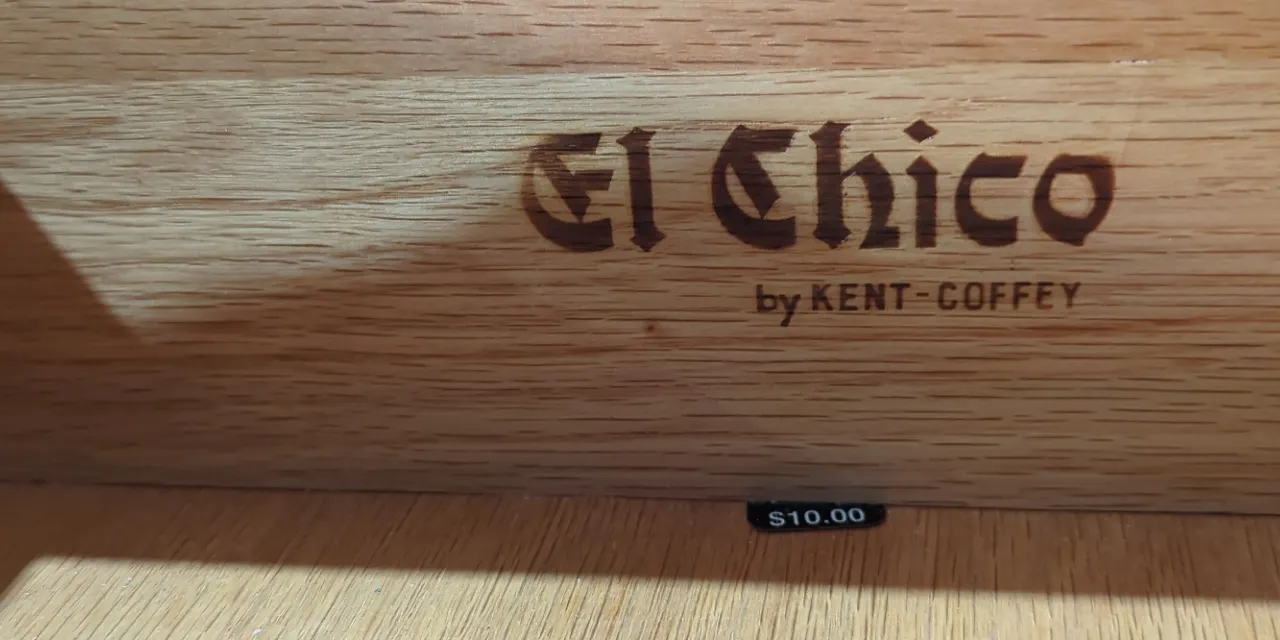 El Chico
by KENT-COFFEY
$10.00